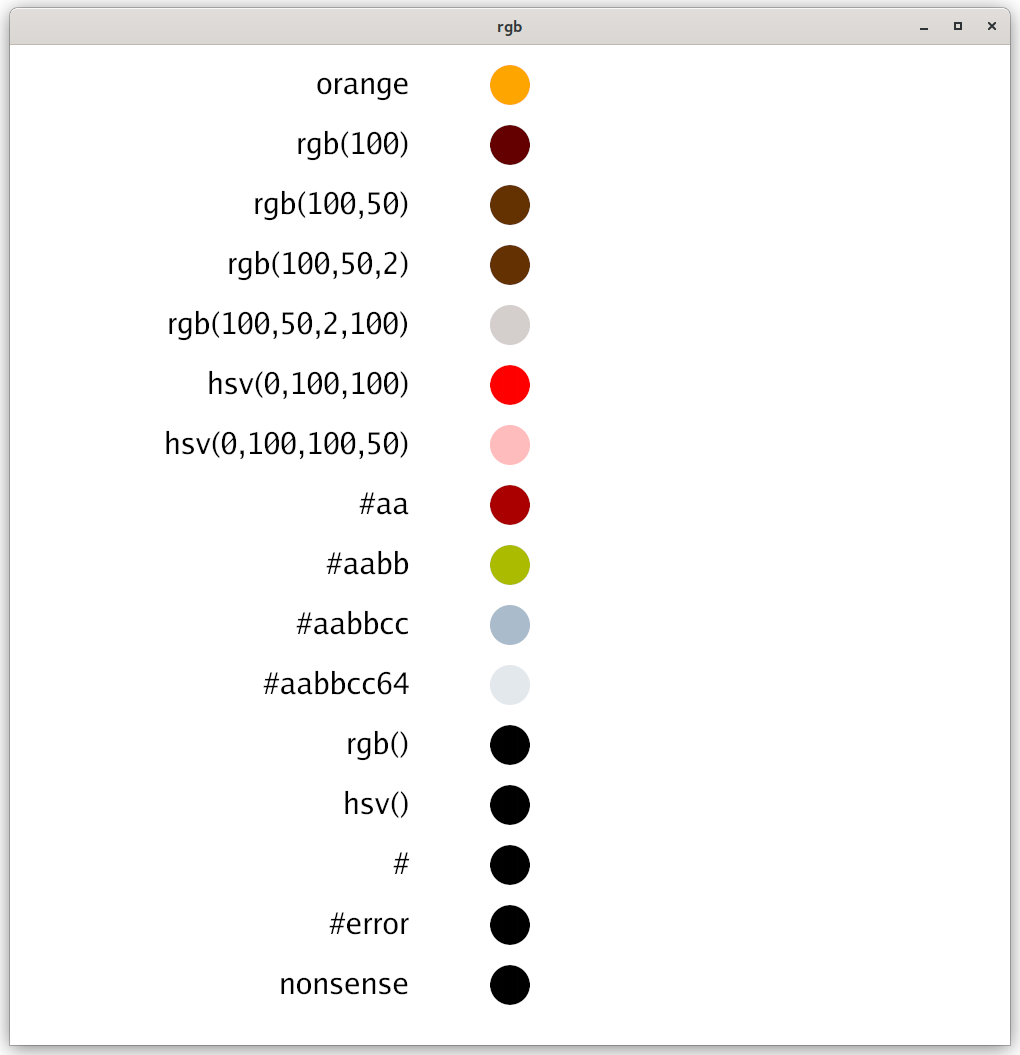 rgb
orange
rgb(100)
rgb(100,50)
rgb(100,50,2)
rgb(100,50,2,100)
hsv(0,100,100)
hsv(0,100,100,50)
#aa
#aabb
#aabbcc
#aabbcc64
rgb()
hsv()
#
#error
nonsense